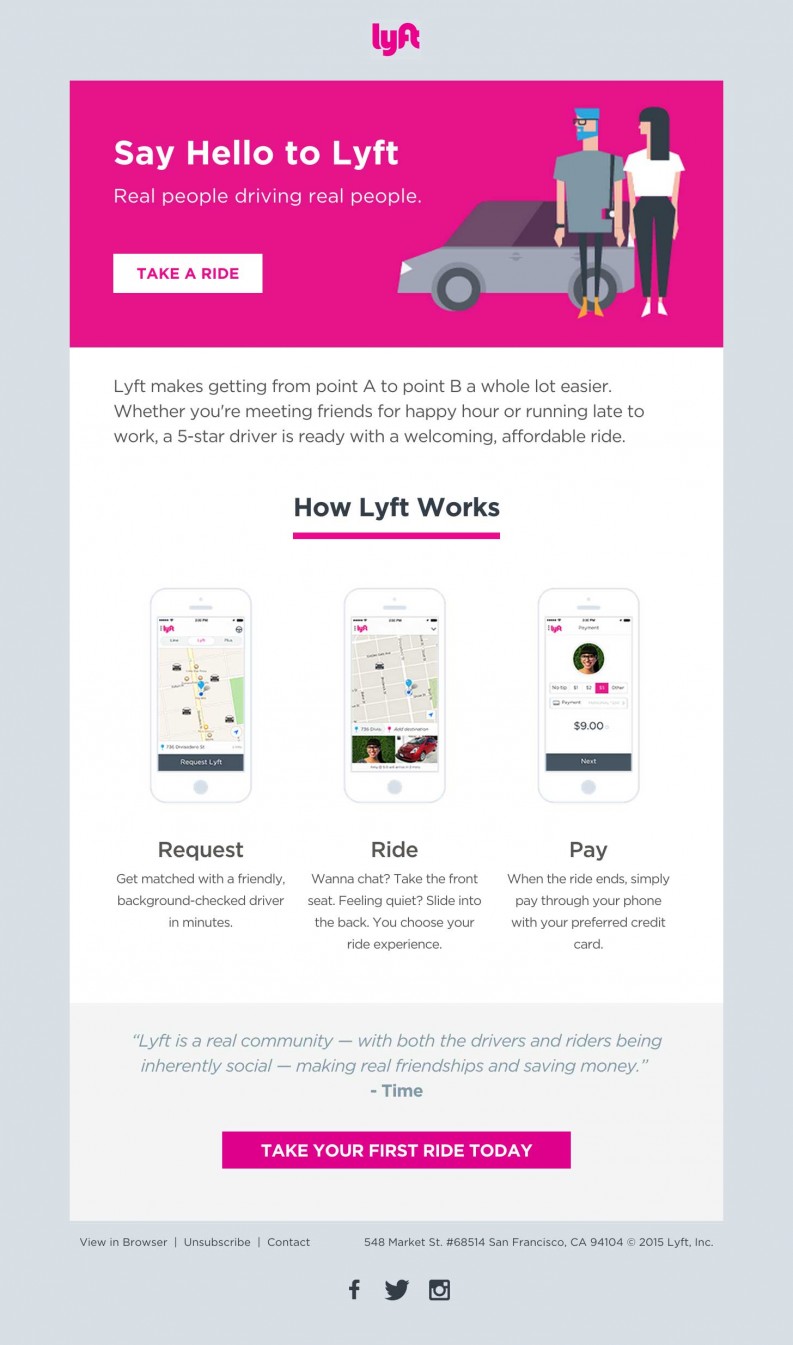 lyft
Say Hello to Lyft
Real people driving real people.
TAKE A RIDE
Lyft makes getting from point A to point B a whole lot easier.
Whether you're meeting friends for happy hour or running late to
work, a 5-star driver is ready with a welcoming, affordable ride.
How Lyft Works
lyft
Line Lyft Plus
Request Lyft
lyft
Add destination
lyft Payment
No tip $1 $2 $5 Other
Payment
$9.00
Next
Request
Get matched with a friendly,
background-checked driver
in minutes.
Ride
Wanna chat? Take the front
seat. Feeling quiet? Slide into
the back. You choose your
ride experience.
Pay
When the ride ends, simply
pay through your phone
with your preferred credit
card.
“Lyft is a real community — with both the drivers and riders being
inherently social — making real friendships and saving money.”
- Time
TAKE YOUR FIRST RIDE TODAY
View in Browser | Unsubscribe | Contact
548 Market St. #68514 San Francisco, CA 94104 © 2015 Lyft, Inc.